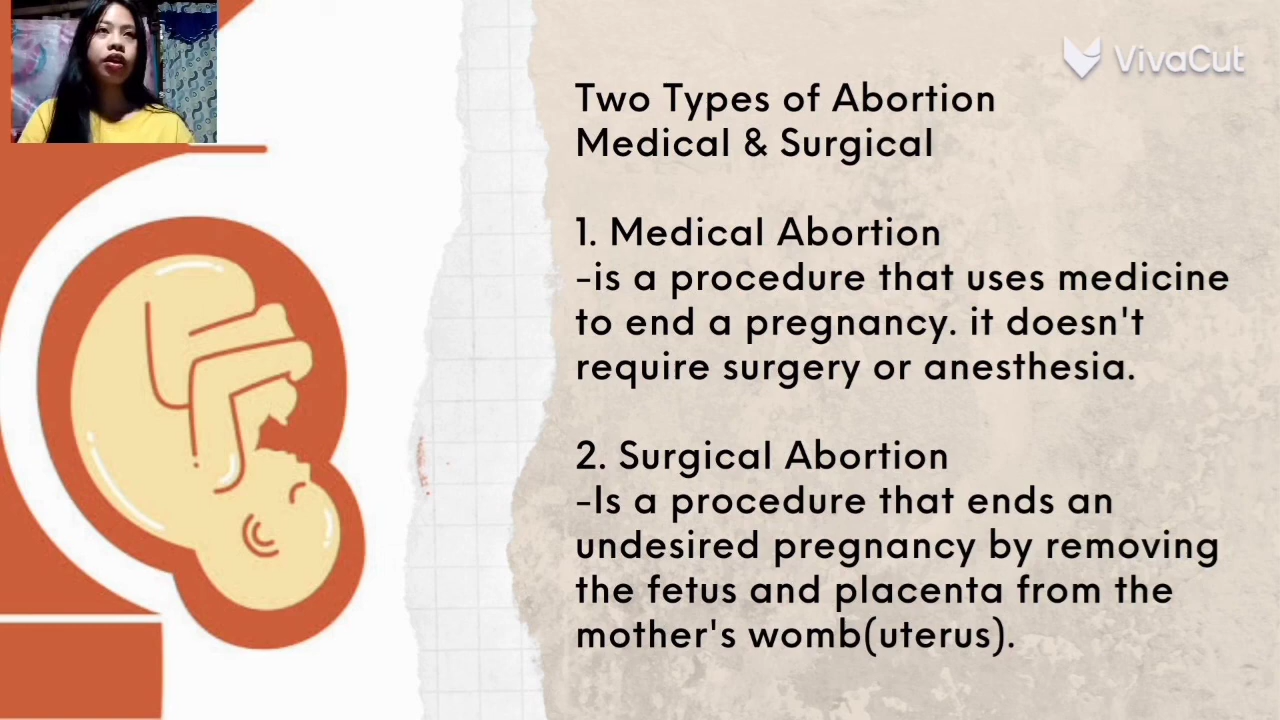 VivaCut
Two Types of Abortion
Medical & Surgical
1. Medical Abortion
-is a procedure that uses medicine
to end a pregnancy. it doesn't
require surgery or anesthesia.
2. Surgical Abortion
-Is a procedure that ends an
undesired pregnancy by removing
the fetus and placenta from the
mother's womb(uterus).